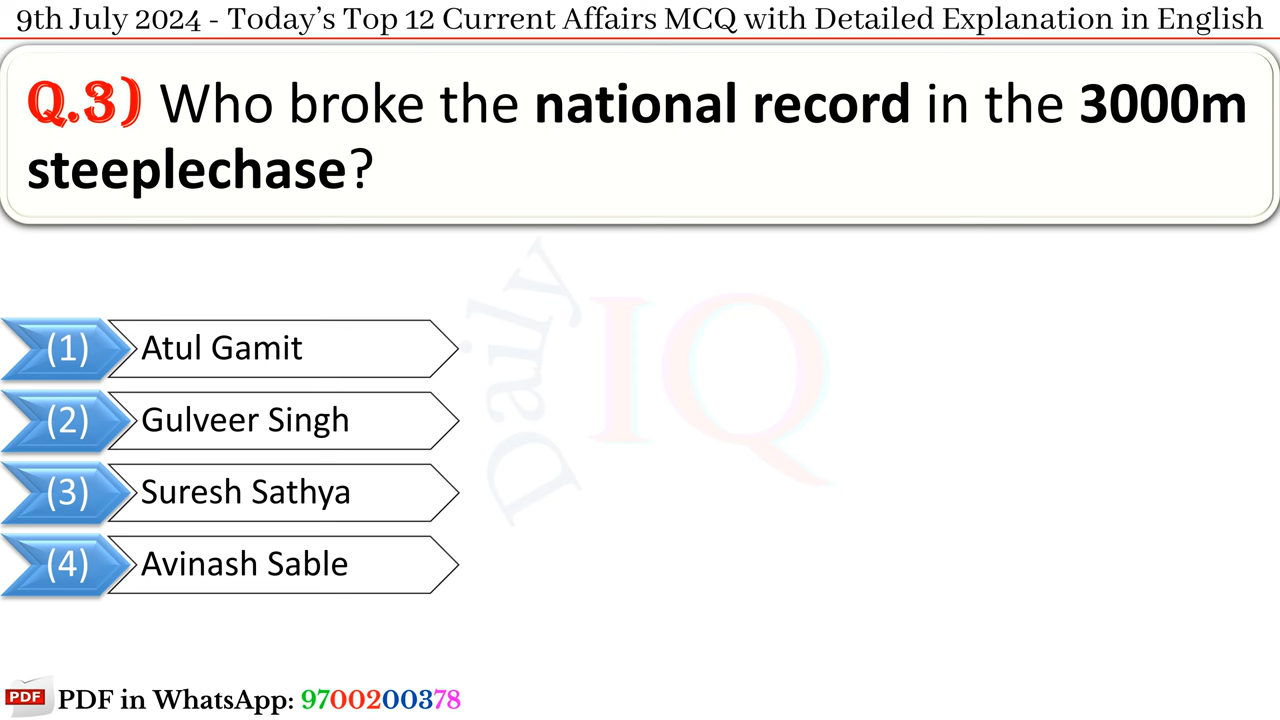 9th July 2024 - Today’s Top 12 Current Affairs MCQ with Detailed Explanation in English
Q.3) Who broke the national record in the 3000m
steeplechase?
Daily IQ
(1) Atul Gamit
(2) Gulveer Singh
(3) Suresh Sathya
(4) Avinash Sable
PDF PDF in WhatsApp: 9700200378